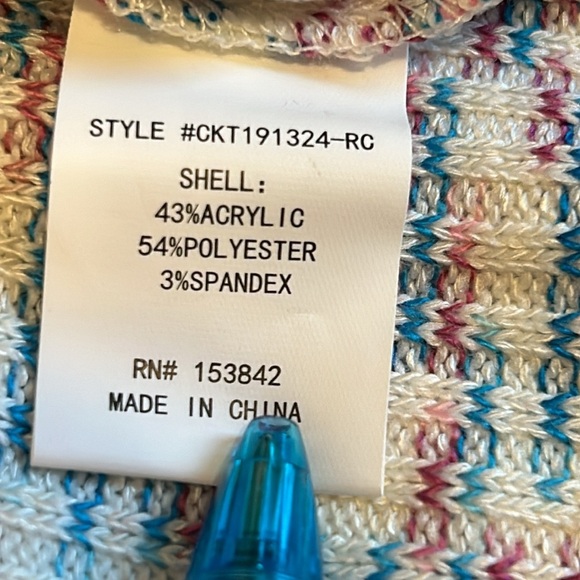 STYLE #CKT191324-RC
SHELL:
43%ACRYLIC
54%POLYESTER
3%SPANDEX
RN# 153842
MADE IN CHINA